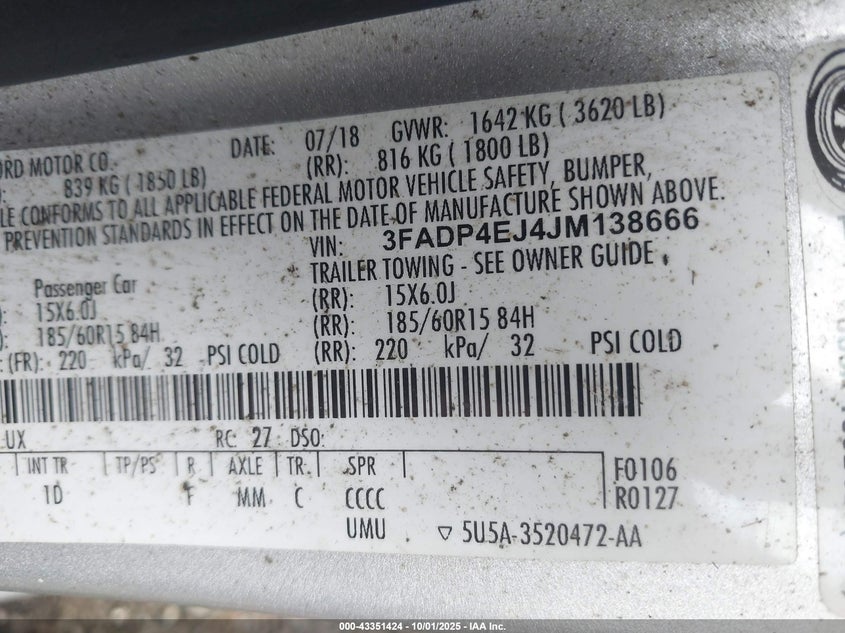 ORD MOTOR CO. DATE: 07/18 GVWR: 1642 KG ( 3620 LB)
839 KG ( 1850 LB) (RR): 816 KG ( 1800 LB)
LE CONFORMS TO ALL APPLICABLE FEDERAL MOTOR VEHICLE SAFETY, BUMPER,
PREVENTION STANDARDS IN EFFECT ON THE DATE OF MANUFACTURE SHOWN ABOVE.
VIN: 3FADP4EJ4JM138666
Passenger Car TRAILER TOWING - SEE OWNER GUIDE.
15X6.0J (RR): 15X6.0J
185/60R15 84H (RR): 185/60R15 84H
(FR): 220 kPa/ 32 PSI COLD (RR): 220 kPa/ 32 PSI COLD
UX RC: 27 DSO:
INT TR TP/PS R AXLE TR SPR F0106
1D F MM C CCCC R0127
UMU ▽ 5U5A-3520472-AA
000-43351424 | 10/01/2025 - IAA Inc.